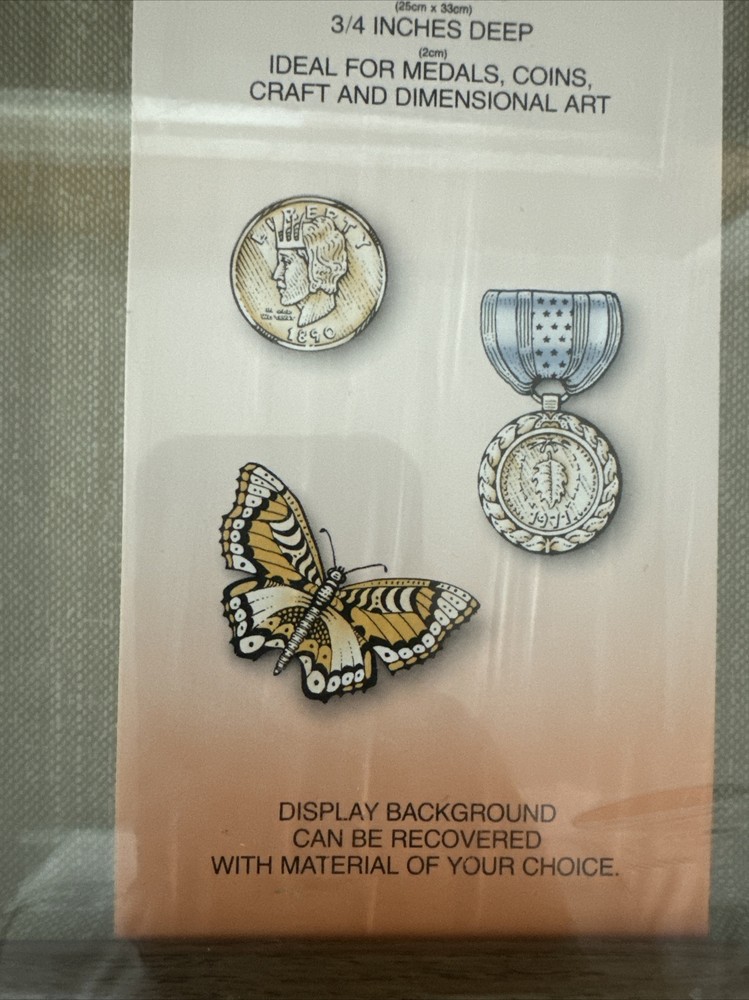 (25cm x 33cm)
3/4 INCHES DEEP
(2cm)
IDEAL FOR MEDALS, COINS,
CRAFT AND DIMENSIONAL ART
LIBERTY
1890
1977
DISPLAY BACKGROUND
CAN BE RECOVERED
WITH MATERIAL OF YOUR CHOICE.